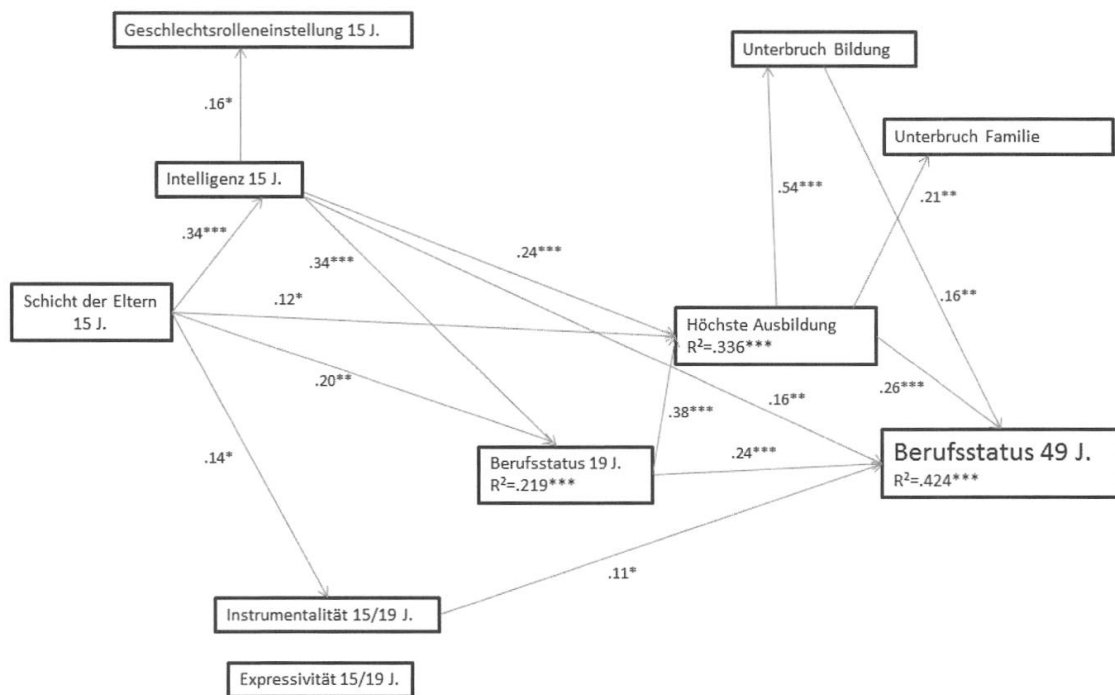 Geschlechtsrolleneinstellung 15 J.
Unterbruch Bildung
.16*
Unterbruch Familie
Intelligenz 15 J.
.54***
.21**
.34***
.24***
.34***
Schicht der Eltern
15 J.
.12*
.16**
Höchste Ausbildung
R²=.336***
.20**
.26***
.16**
.38***
Berufsstatus 49 J.
R²=.424***
.14*
Berufsstatus 19 J.
R²=.219***
.24***
.11*
Instrumentalität 15/19 J.
Expressivität 15/19 J.